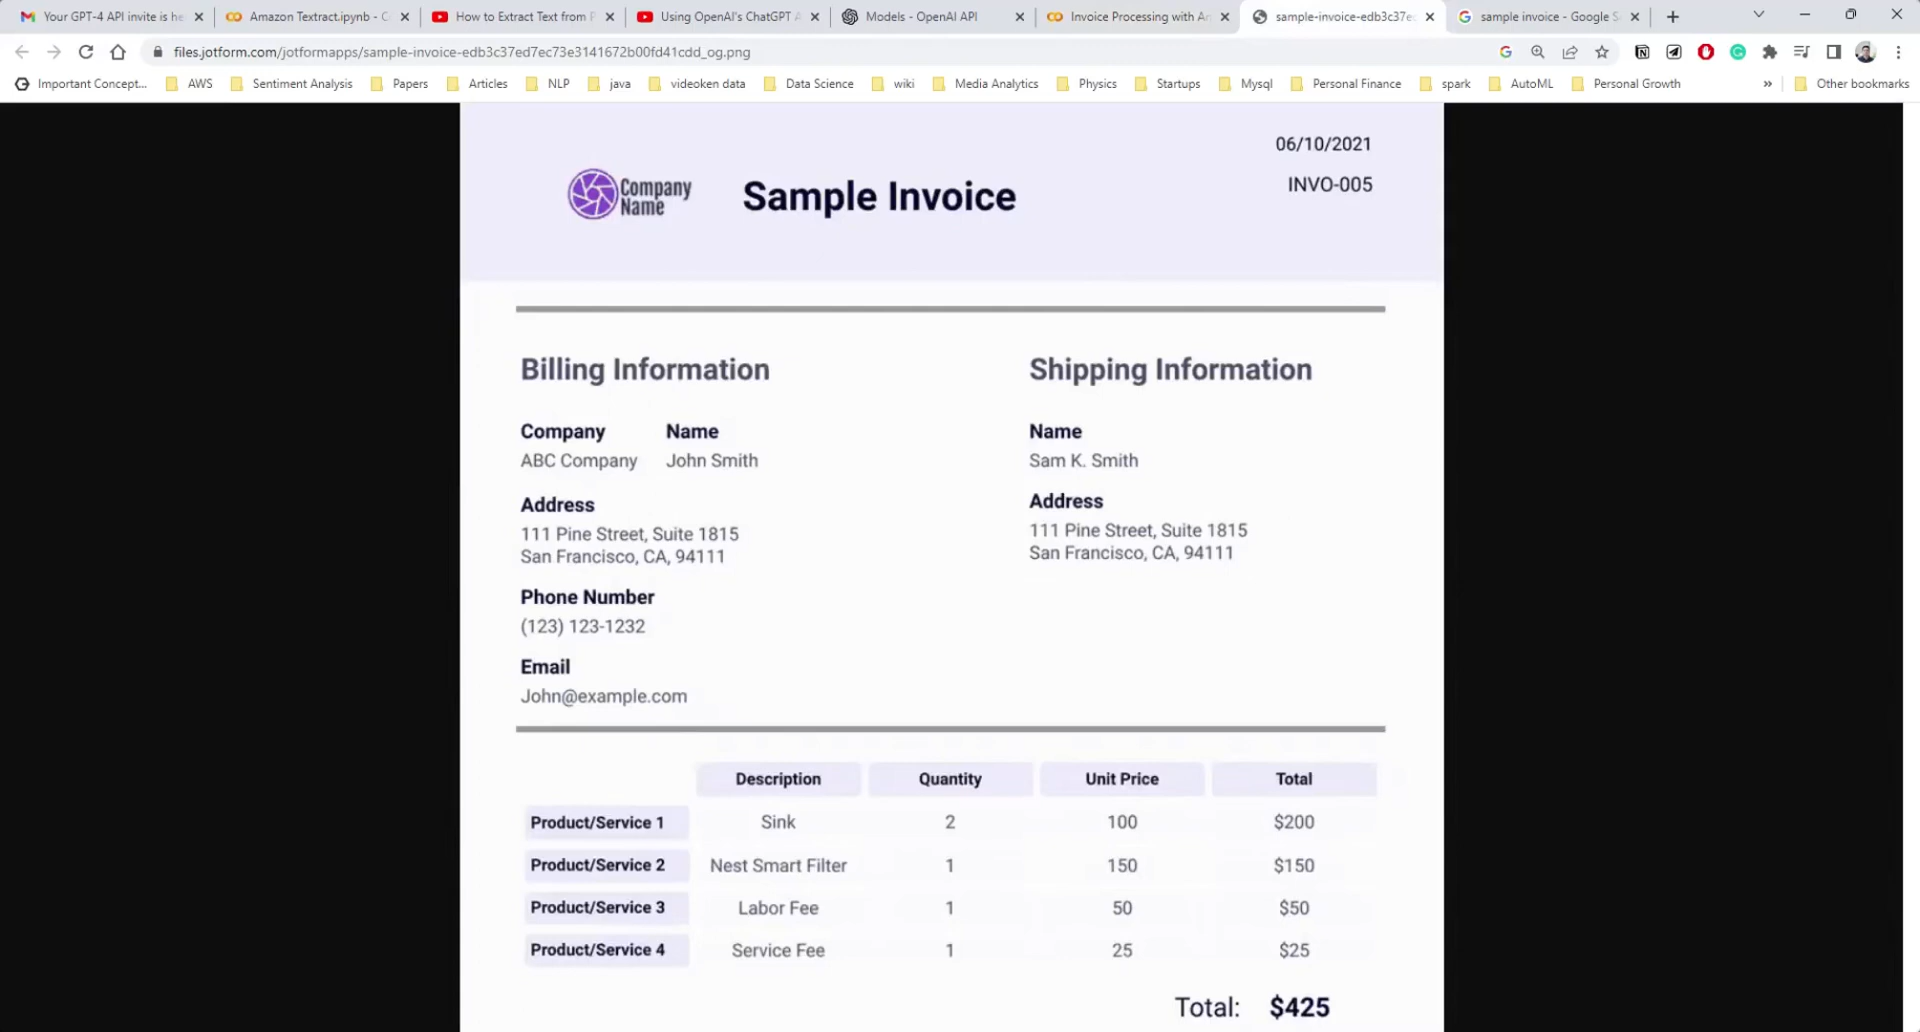 Your GPT-4 API invite is he
Amazon Textract.ipynb - C
How to Extract Text from P
Using OpenAI's ChatGPT A
Models - OpenAI API
Invoice Processing with Am
sample-invoice-edb3c37ed
sample invoice - Google S
files.jotform.com/jotformapps/sample-invoice-edb3c37ed7ec73e3141672b00fd41cdd_og.png
Important Concept...
AWS
Sentiment Analysis
Papers
Articles
NLP
java
videoken data
Data Science
wiki
Media Analytics
Physics
Startups
Mysql
Personal Finance
spark
AutoML
Personal Growth
»
Other bookmarks
06/10/2021
INVO-005
Company
Name
Sample Invoice
Billing Information
Shipping Information
Company Name
ABC Company John Smith
Address
111 Pine Street, Suite 1815
San Francisco, CA, 94111
Phone Number
(123) 123-1232
Email
John@example.com
Name
Sam K. Smith
Address
111 Pine Street, Suite 1815
San Francisco, CA, 94111
Description Quantity Unit Price Total
Product/Service 1 Sink 2 100 $200
Product/Service 2 Nest Smart Filter 1 150 $150
Product/Service 3 Labor Fee 1 50 $50
Product/Service 4 Service Fee 1 25 $25
Total: $425